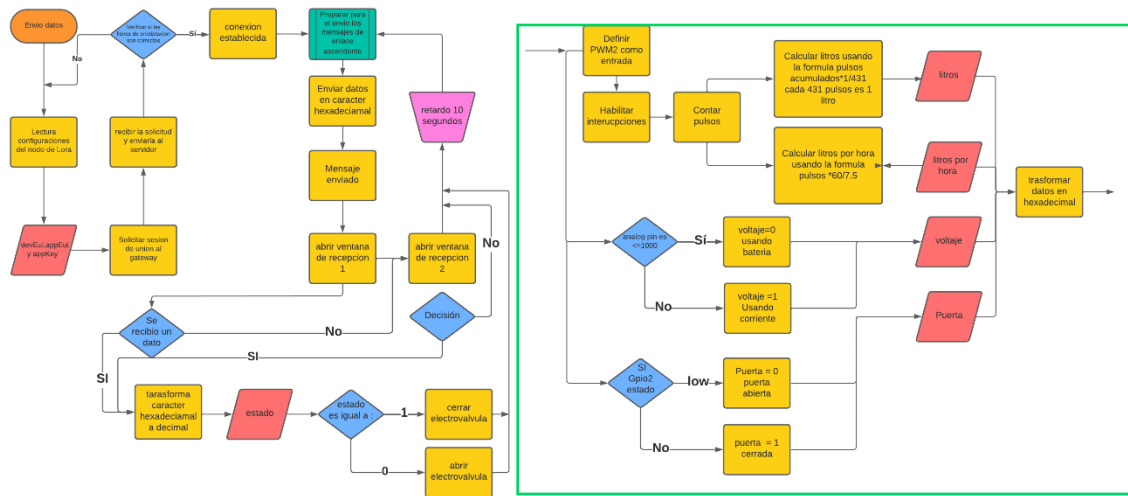 Envio datos
Verificar si las
llaves de encriptacion
son correctas
Sí
No
conexion
establecida
Preparar para
el envio los
mensajes de
enlace
ascendente
Lectura
configuraciones
del nodo de Lora
recibir la solicitud
y enviarla al
servidor
Enviar datos
en caracter
hexadeciamal
retardo 10
segundos
Mensaje
enviado
devEui,appEui
y appKey
Solicitar sesion
de union al
gateway
abrir ventana
de recepcion
1
abrir ventana
de recepcion 2
No
Se
recibio un
dato
No
Decisión
SI
SI
tarasforma
caracter
hexadeciamal
a decimal
estado
estado
es igual a :
1
cerrar
electrovalvula
0
abrir
electrovalvula
Definir
PWM2 como
entrada
Habilitar
interucpciones
Contar
pulsos
Calcular litros usando
la formula pulsos
acumulados*1/431
cada 431 pulsos es 1
litro
litros
Calcular litros por hora
usando la formula
pulsos *60/7.5
litros por
hora
trasformar
datos en
hexadecimal
analog pin es
<=1000
Sí
voltaje=0
usando
bateria
voltaje
No
voltaje =1
Usando
corriente
Puerta
SI
Gpio2
estado
low
Puerta = 0
puerta
abierta
No
puerta = 1
cerrada